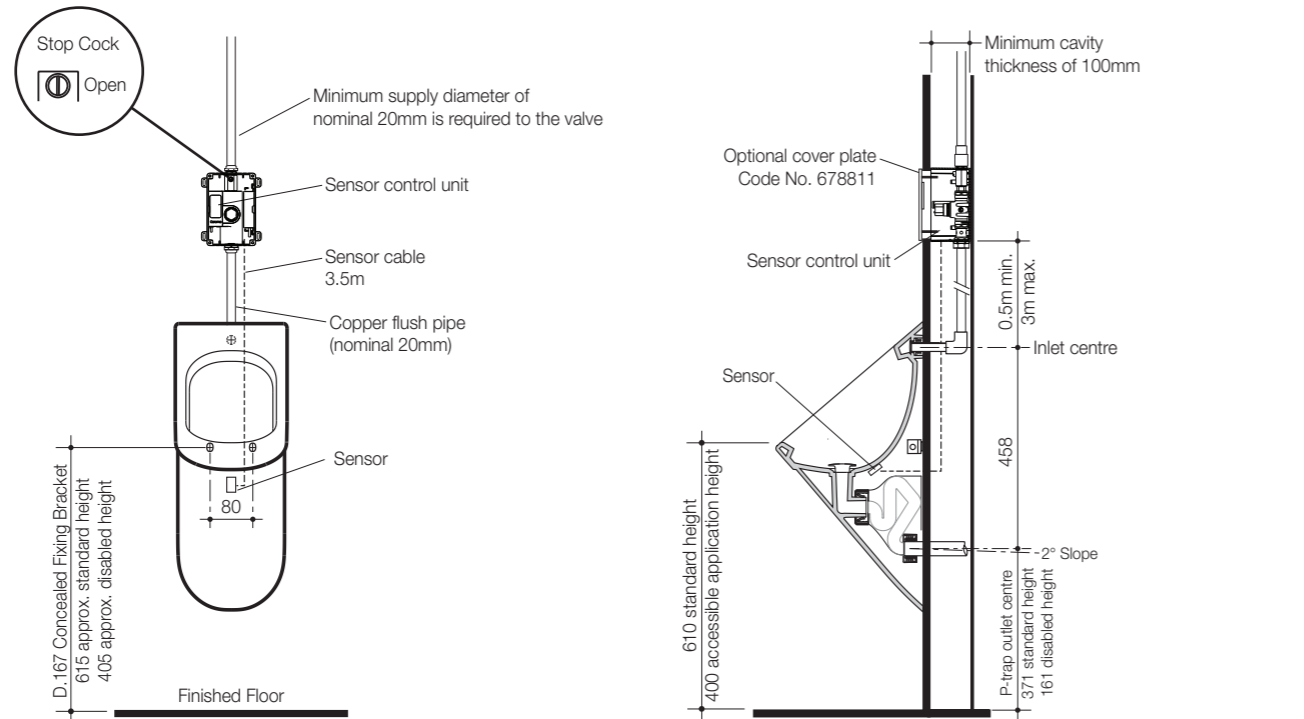 Stop Cock
Open
Minimum supply diameter of
nominal 20mm is required to the valve
Sensor control unit
Sensor cable
3.5m
Copper flush pipe
(nominal 20mm)
Sensor
80
D.167 Concealed Fixing Bracket
615 approx. standard height
405 approx. disabled height
Finished Floor
Minimum cavity
thickness of 100mm
Optional cover plate
Code No. 678811
Sensor control unit
0.5m min.
3m max.
Inlet centre
Sensor
458
610 standard height
400 accessible application height
2° Slope
P-trap outlet centre
371 standard height
161 disabled height